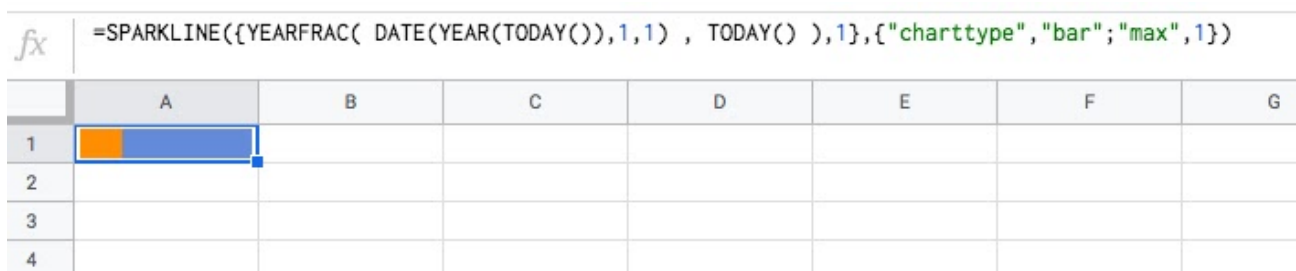 fx =SPARKLINE({YEARFRAC( DATE(YEAR(TODAY()),1,1) , TODAY() ),1},{"charttype","bar";"max",1})
A B C D E F G
1
2
3
4